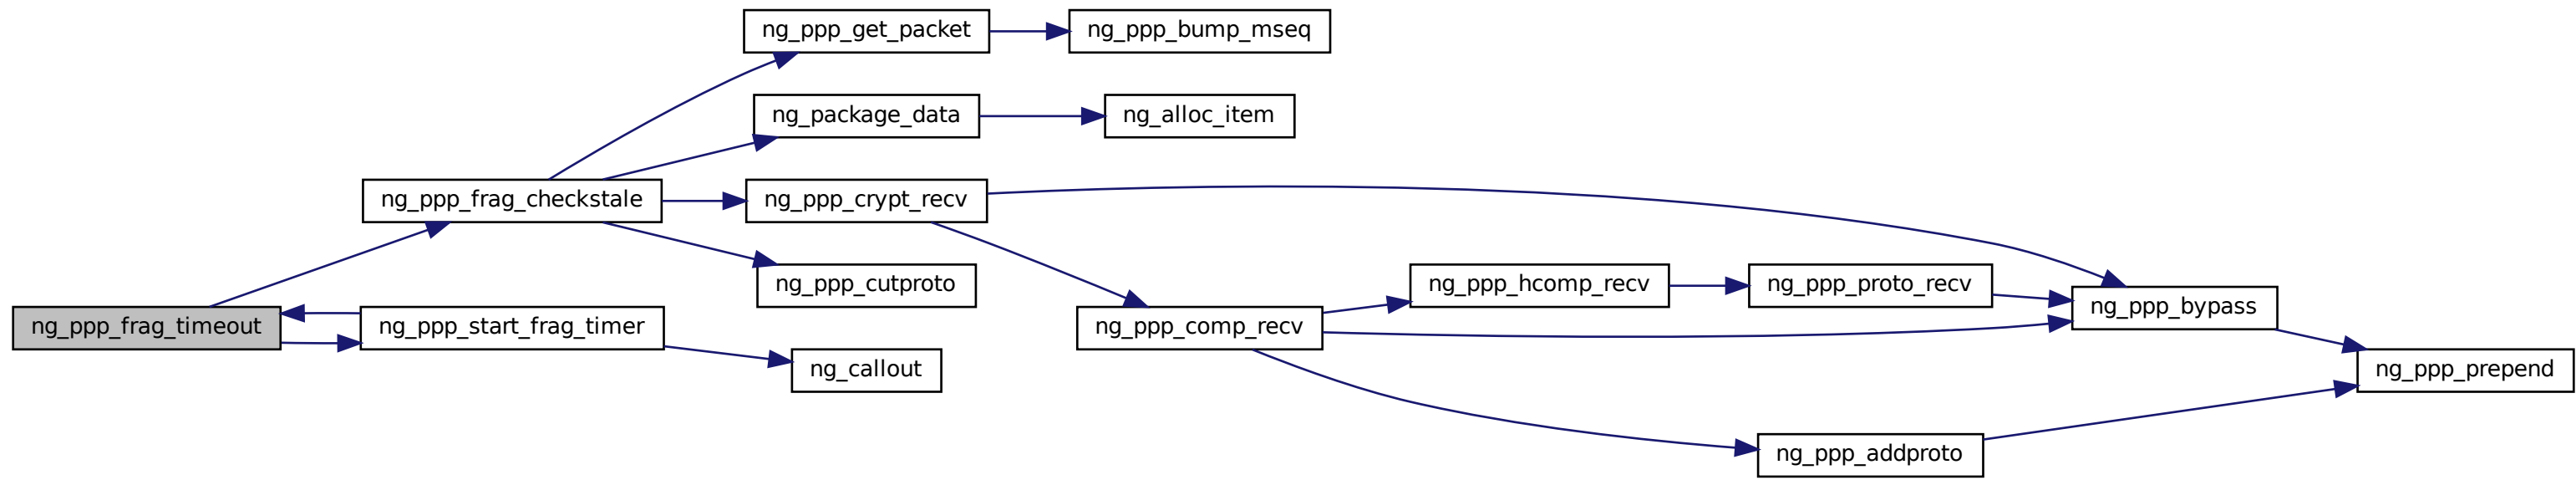 ng_ppp_get_packet
ng_ppp_bump_mseq
ng_package_data
ng_alloc_item
ng_ppp_frag_checkstale
ng_ppp_crypt_recv
ng_ppp_cutproto
ng_ppp_hcomp_recv
ng_ppp_proto_recv
ng_ppp_bypass
ng_ppp_frag_timeout
ng_ppp_start_frag_timer
ng_ppp_comp_recv
ng_callout
ng_ppp_prepend
ng_ppp_addproto